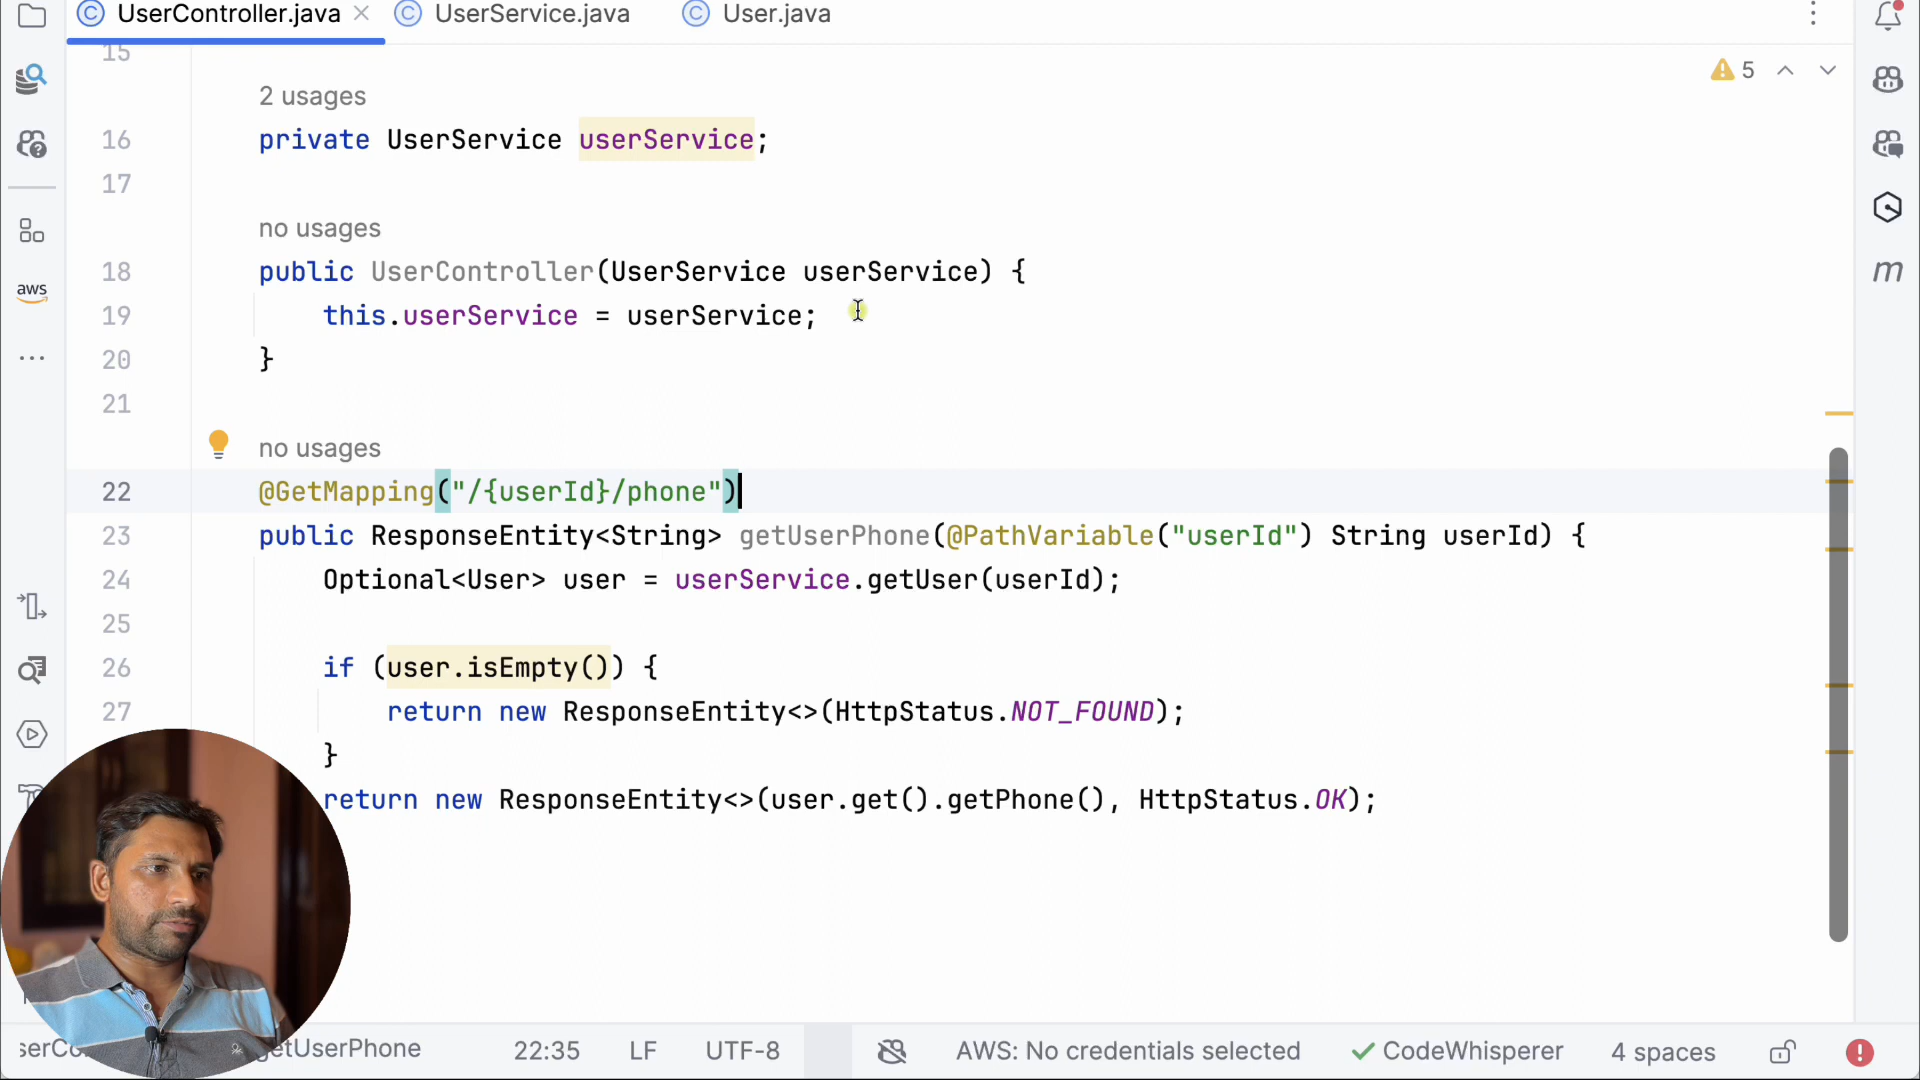 UserController.java
UserService.java
User.java
15
5
2 usages
16 private UserService userService;
17
no usages
18 public UserController(UserService userService) {
aws
19 this.userService = userService;
20 }
21
no usages
22 @GetMapping("/{userId}/phone")
23 public ResponseEntity<String> getUserPhone(@PathVariable("userId") String userId) {
24 Optional<User> user = userService.getUser(userId);
25
26 if (user.isEmpty()) {
27 return new ResponseEntity<>(HttpStatus.NOT_FOUND);
}
return new ResponseEntity<>(user.get().getPhone(), HttpStatus.OK);
m
22:35 LF UTF-8 AWS: No credentials selected CodeWhisperer 4 spaces